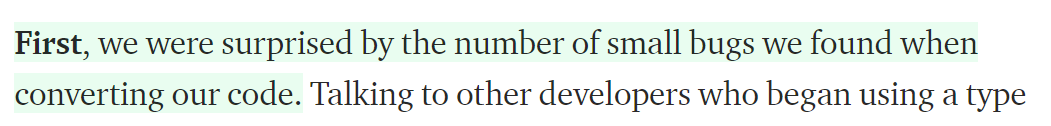 First, we were surprised by the number of small bugs we found when
converting our code. Talking to other developers who began using a type